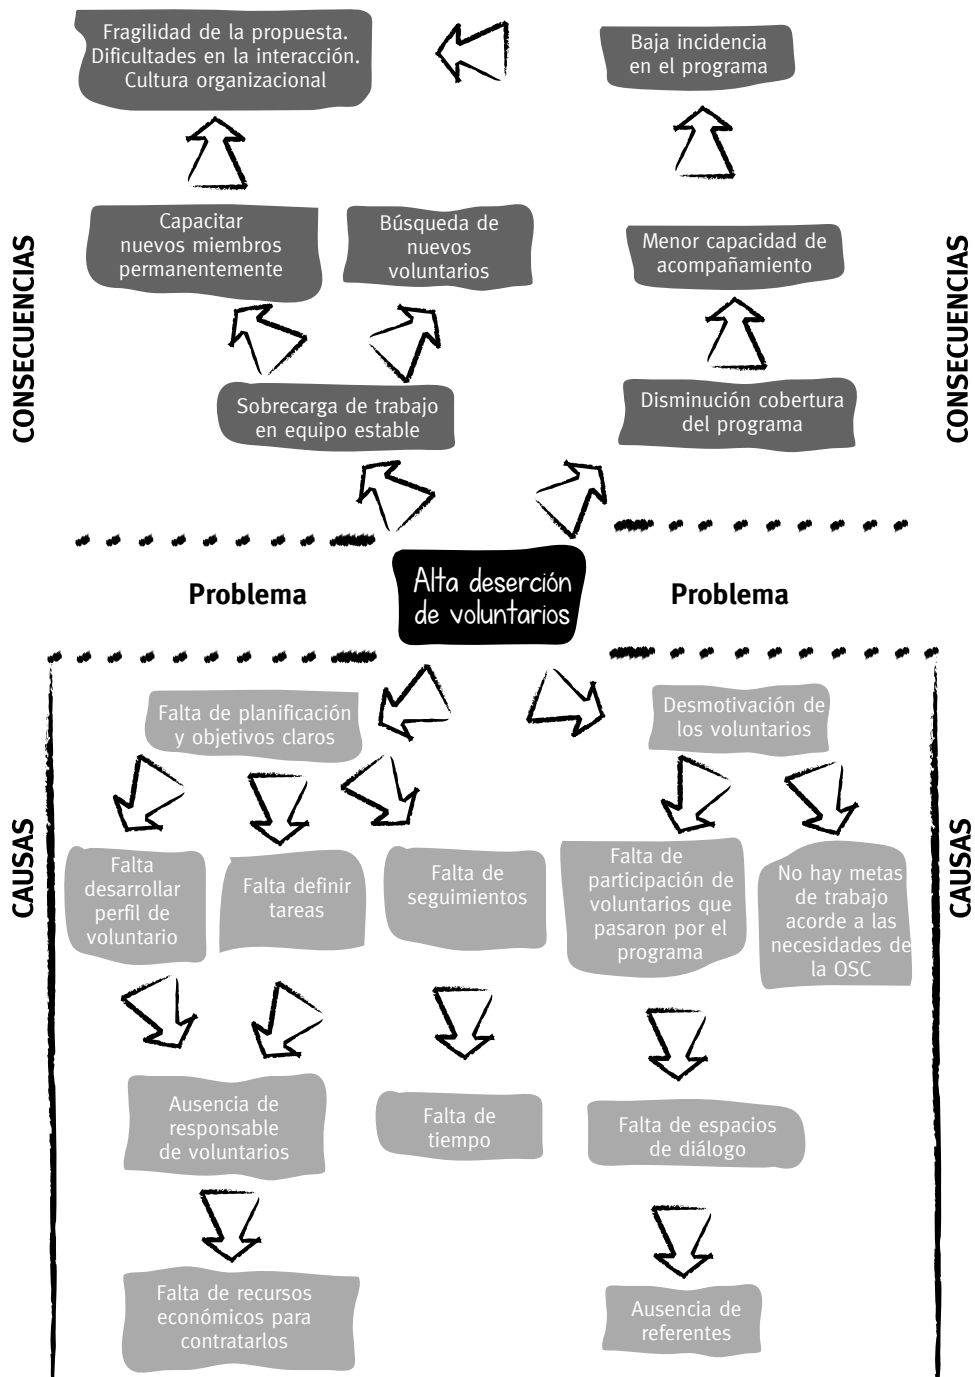 Fragilidad de la propuesta.
Dificultades en la interacción.
Cultura organizacional
Baja incidencia
en el programa
Capacitar
nuevos miembros
permanentemente
Búsqueda de
nuevos
voluntarios
Menor capacidad de
acompañamiento
CONSECUENCIAS
CONSECUENCIAS
Sobrecarga de trabajo
en equipo estable
Disminución cobertura
del programa
Problema
Alta deserción
de voluntarios
Problema
Falta de planificación
y objetivos claros
Desmotivación de
los voluntarios
CAUSAS
CAUSAS
Falta
desarrollar
perfil de
voluntario
Falta definir
tareas
Falta de
seguimientos
Falta de
participación de
voluntarios que
pasaron por el
programa
No hay metas
de trabajo
acorde a las
necesidades de
la OSC
Ausencia de
responsable
de voluntarios
Falta de
tiempo
Falta de espacios
de diálogo
Falta de recursos
económicos para
contratarlos
Ausencia de
referentes